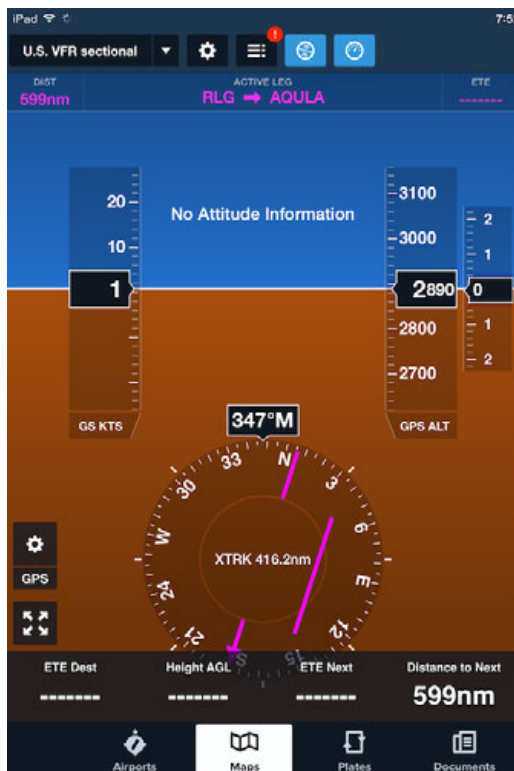 iPad 7:5
U.S. VFR sectional !
DIST ACTIVE LEG ETE
599nm RLG ➡ AQULA -------
No Attitude Information
20
10
1
GS KTS
3100
3000
2890
2800
2700
GPS ALT
2
1
0
1
2
347°M
33 N 3 6 E 12 15 S 21 24 W 30
XTRK 416.2nm
GPS
ETE Dest Height AGL ETE Next Distance to Next
------- ------- ------- 599nm
Airports Maps Plates Documents